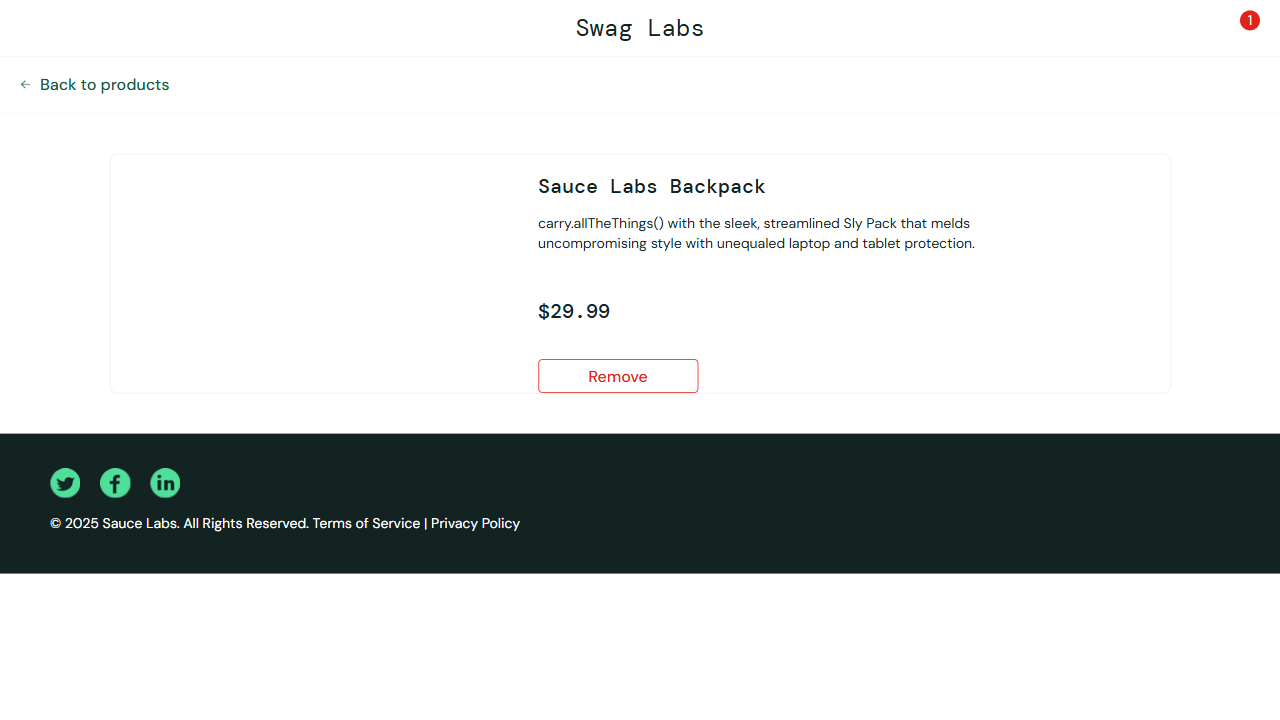 Swag Labs
1
← Back to products
Sauce Labs Backpack
carry.allTheThings() with the sleek, streamlined Sly Pack that melds
uncompromising style with unequaled laptop and tablet protection.
$29.99
Remove
© 2025 Sauce Labs. All Rights Reserved. Terms of Service | Privacy Policy